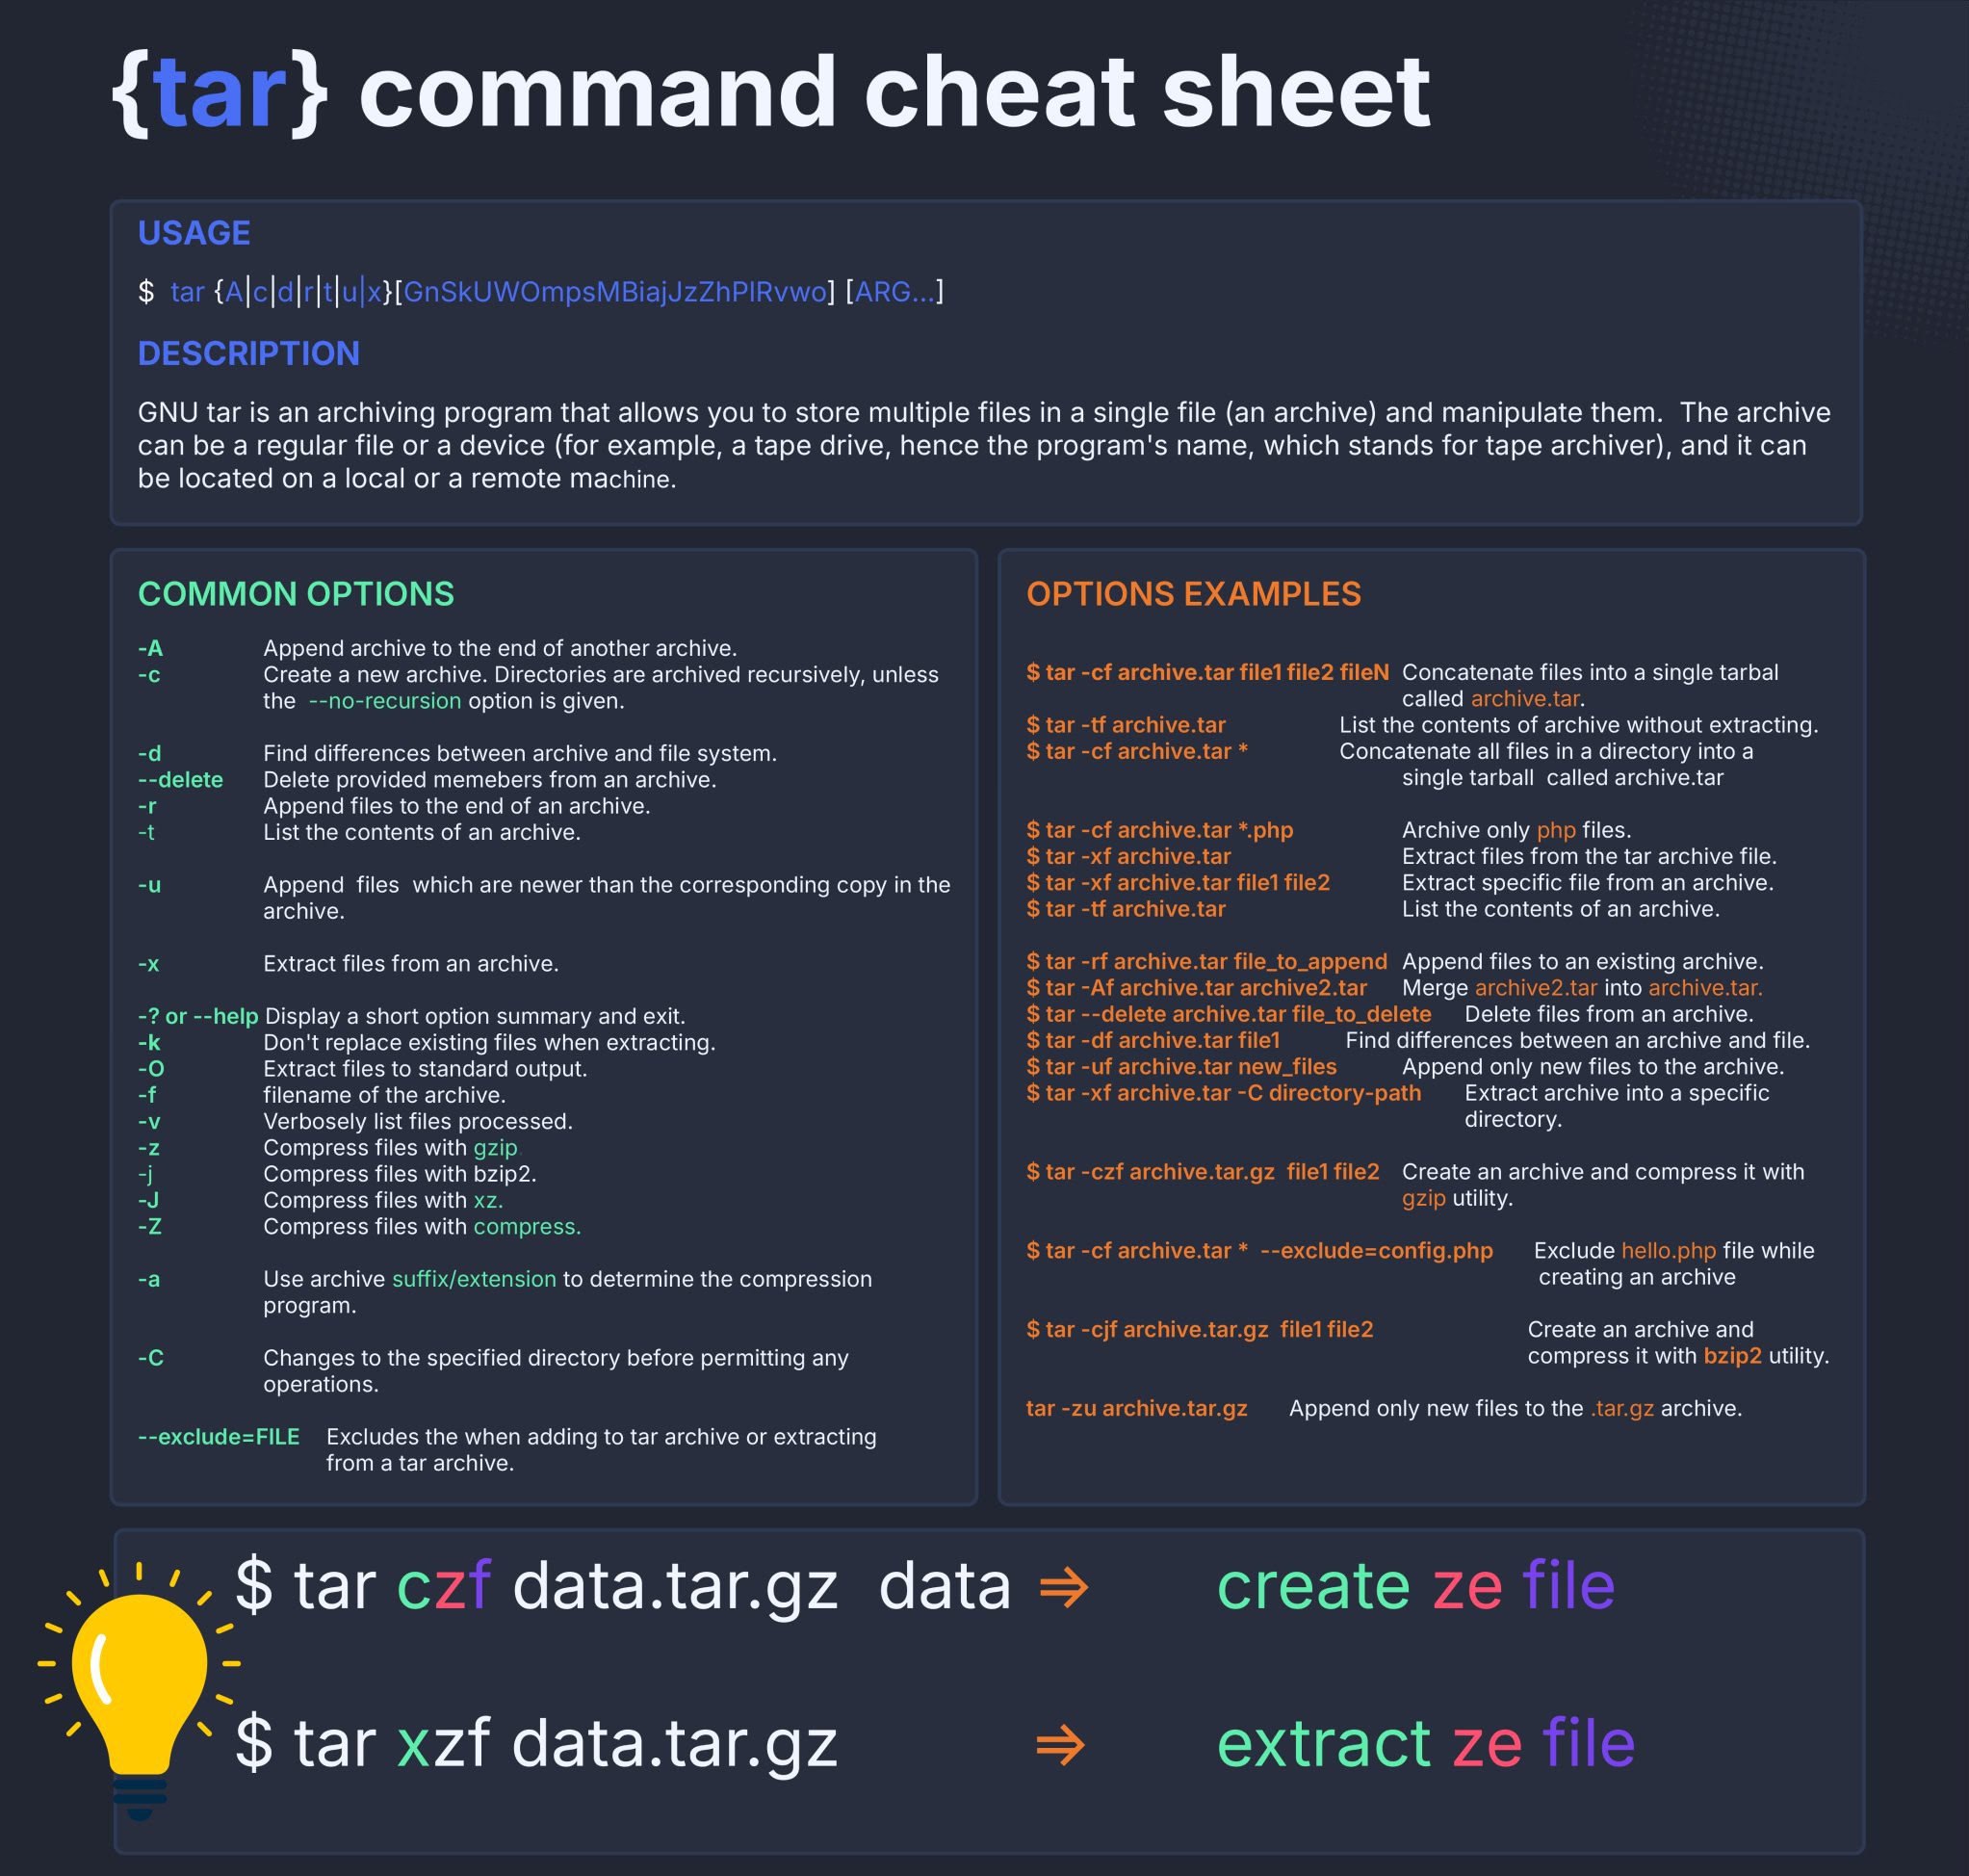 {tar} command cheat sheet
USAGE
$ tar {A|c|d|r|t|u|x}[GnSkUWOmpsMBiajJzZhPlRvwo] [ARG...]
DESCRIPTION
GNU tar is an archiving program that allows you to store multiple files in a single file (an archive) and manipulate them. The archive
can be a regular file or a device (for example, a tape drive, hence the program's name, which stands for tape archiver), and it can
be located on a local or a remote machine.
COMMON OPTIONS
-A Append archive to the end of another archive.
-c Create a new archive. Directories are archived recursively, unless
the --no-recursion option is given.
-d Find differences between archive and file system.
--delete Delete provided memebers from an archive.
-r Append files to the end of an archive.
-t List the contents of an archive.
-u Append files which are newer than the corresponding copy in the
archive.
-x Extract files from an archive.
-? or --help Display a short option summary and exit.
-k Don't replace existing files when extracting.
-O Extract files to standard output.
-f filename of the archive.
-v Verbosely list files processed.
-z Compress files with gzip.
-j Compress files with bzip2.
-J Compress files with xz.
-Z Compress files with compress.
-a Use archive suffix/extension to determine the compression
program.
-C Changes to the specified directory before permitting any
operations.
--exclude=FILE Excludes the when adding to tar archive or extracting
from a tar archive.
OPTIONS EXAMPLES
$ tar -cf archive.tar file1 file2 fileN Concatenate files into a single tarbal
called archive.tar.
$ tar -tf archive.tar List the contents of archive without extracting.
$ tar -cf archive.tar * Concatenate all files in a directory into a
single tarball called archive.tar
$ tar -cf archive.tar *.php Archive only php files.
$ tar -xf archive.tar Extract files from the tar archive file.
$ tar -xf archive.tar file1 file2 Extract specific file from an archive.
$ tar -tf archive.tar List the contents of an archive.
$ tar -rf archive.tar file_to_append Append files to an existing archive.
$ tar -Af archive.tar archive2.tar Merge archive2.tar into archive.tar.
$ tar --delete archive.tar file_to_delete Delete files from an archive.
$ tar -df archive.tar file1 Find differences between an archive and file.
$ tar -uf archive.tar new_files Append only new files to the archive.
$ tar -xf archive.tar -C directory-path Extract archive into a specific
directory.
$ tar -czf archive.tar.gz file1 file2 Create an archive and compress it with
gzip utility.
$ tar -cf archive.tar * --exclude=config.php Exclude hello.php file while
creating an archive
$ tar -cjf archive.tar.gz file1 file2 Create an archive and
compress it with bzip2 utility.
tar -zu archive.tar.gz Append only new files to the .tar.gz archive.
$ tar czf data.tar.gz data ⇒ create ze file
$ tar xzf data.tar.gz ⇒ extract ze file